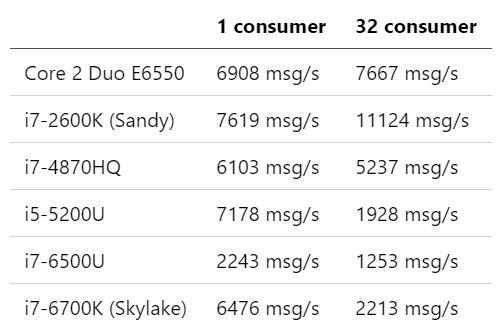 1 consumer 32 consumer
Core 2 Duo E6550 6908 msg/s 7667 msg/s
i7-2600K (Sandy) 7619 msg/s 11124 msg/s
i7-4870HQ 6103 msg/s 5237 msg/s
i5-5200U 7178 msg/s 1928 msg/s
i7-6500U 2243 msg/s 1253 msg/s
i7-6700K (Skylake) 6476 msg/s 2213 msg/s